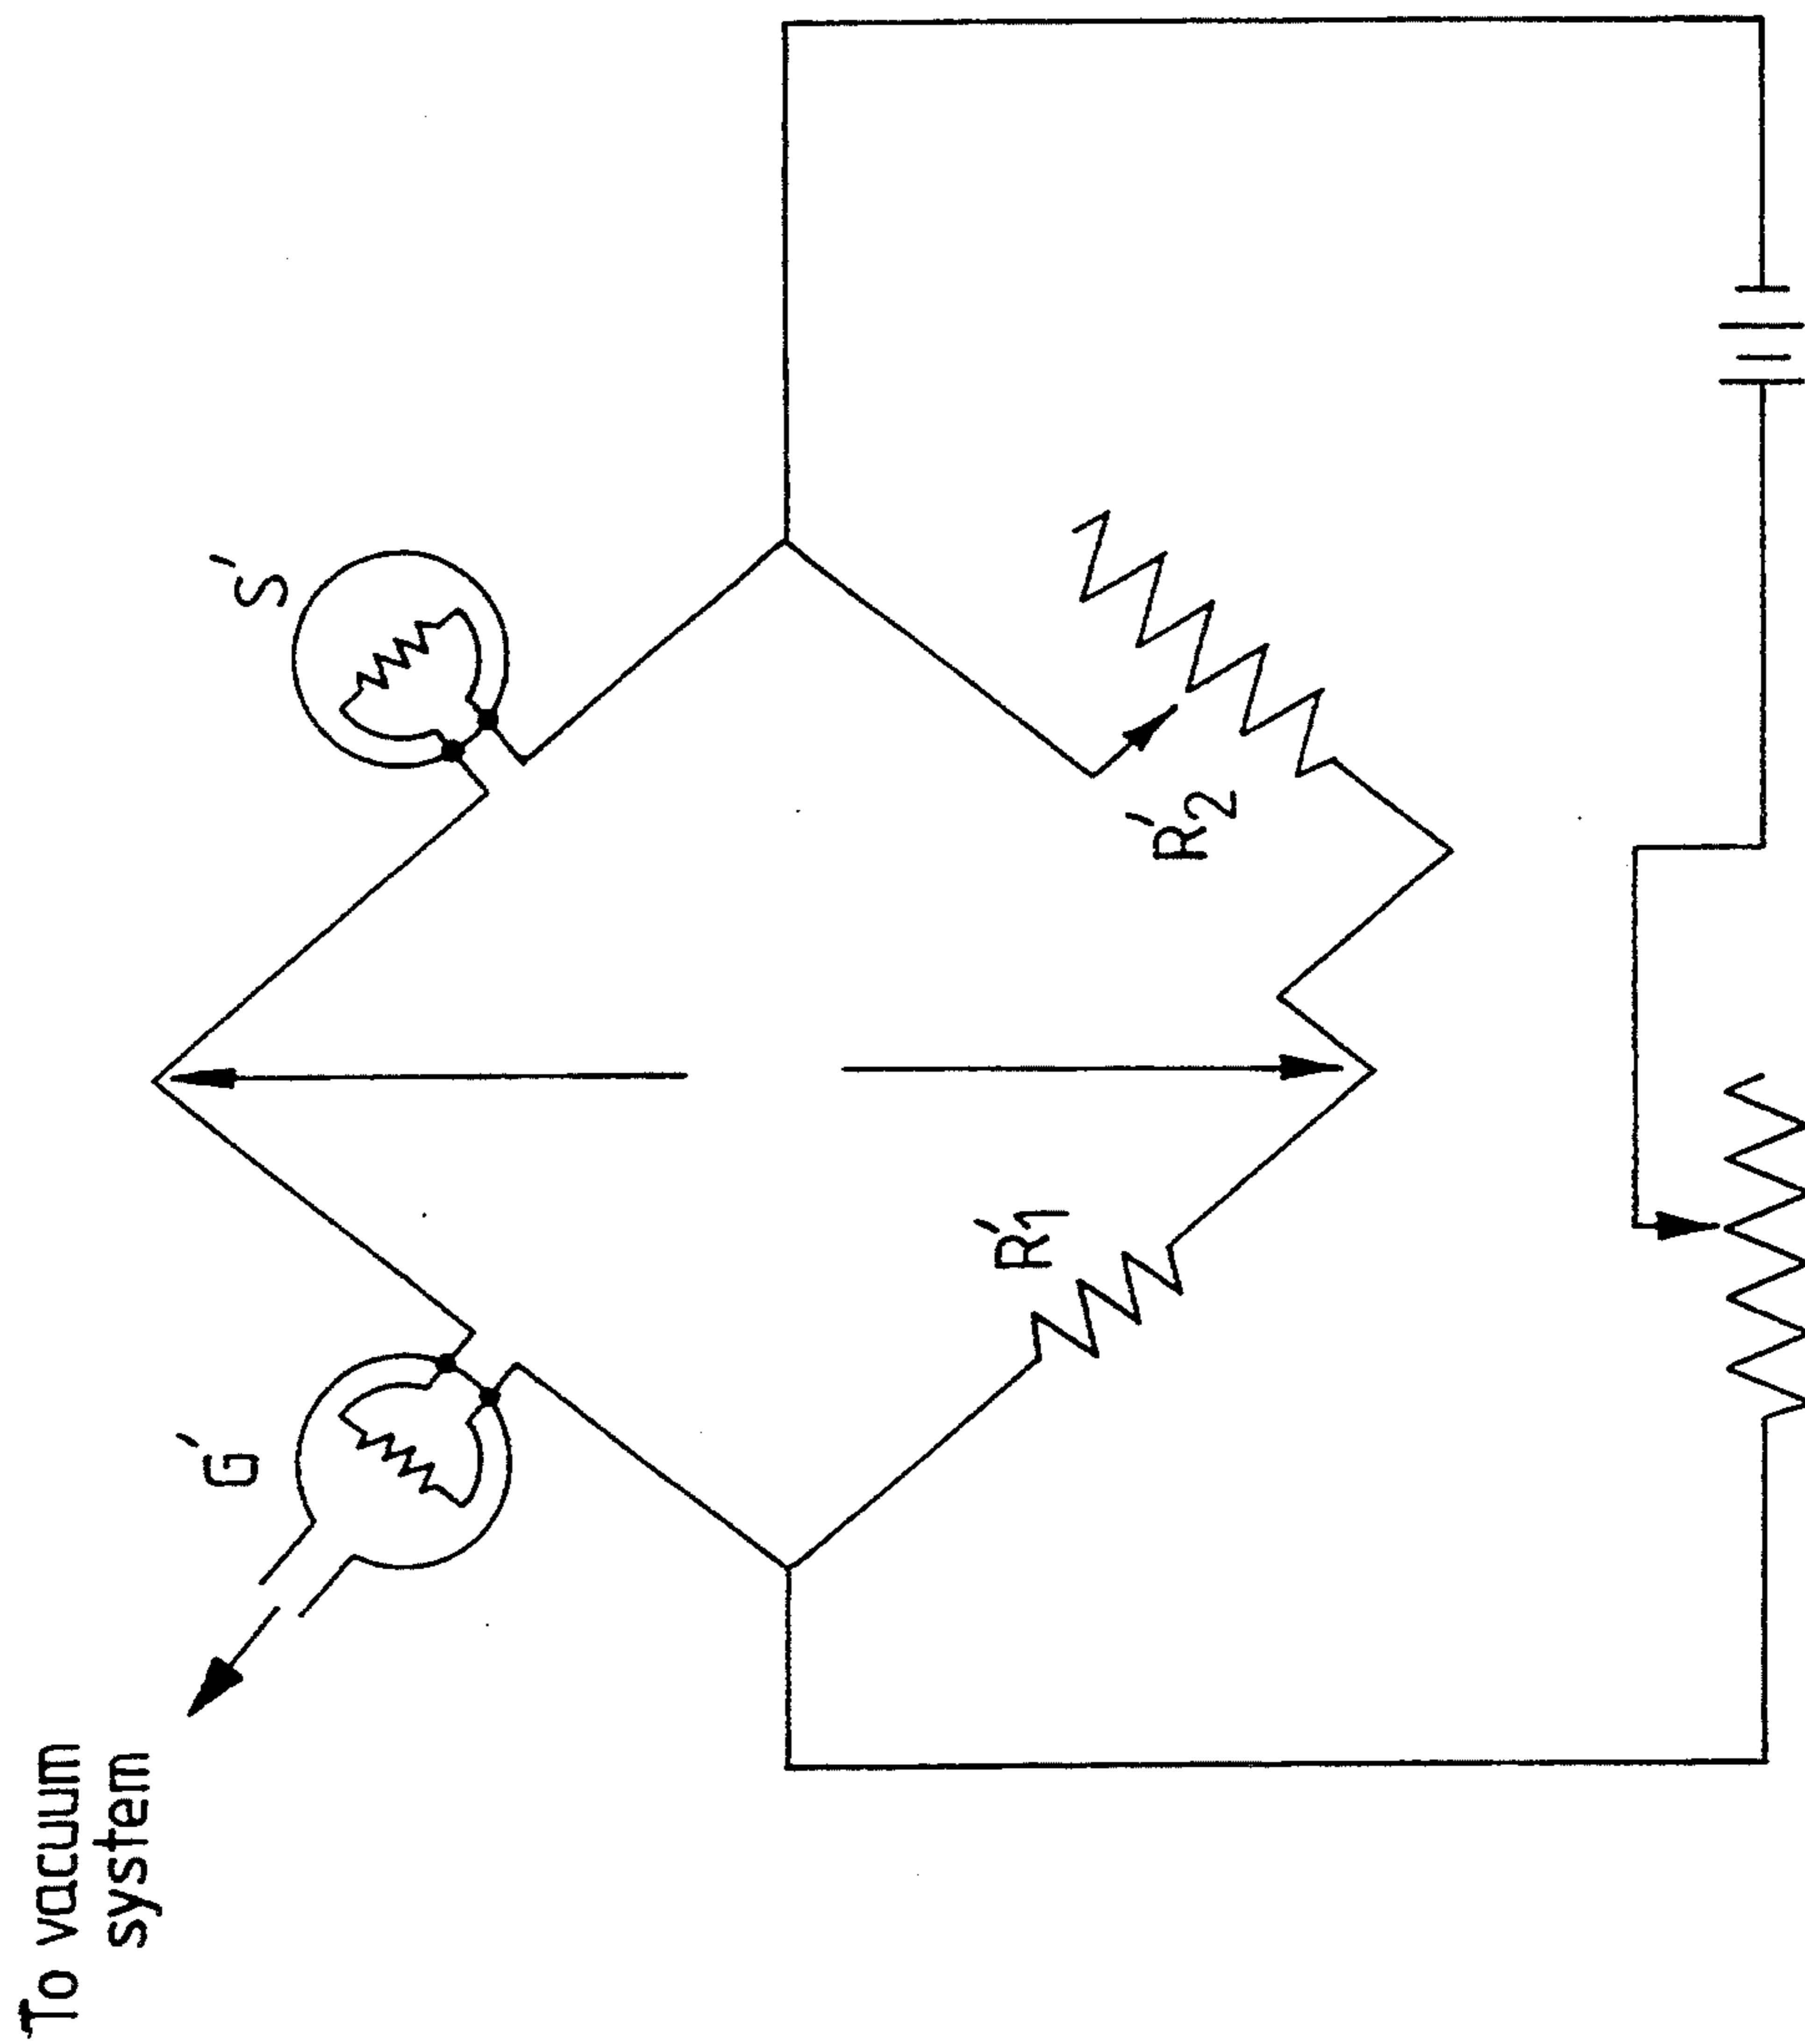 To vacuum
system
G'
S'
R'1
R'2